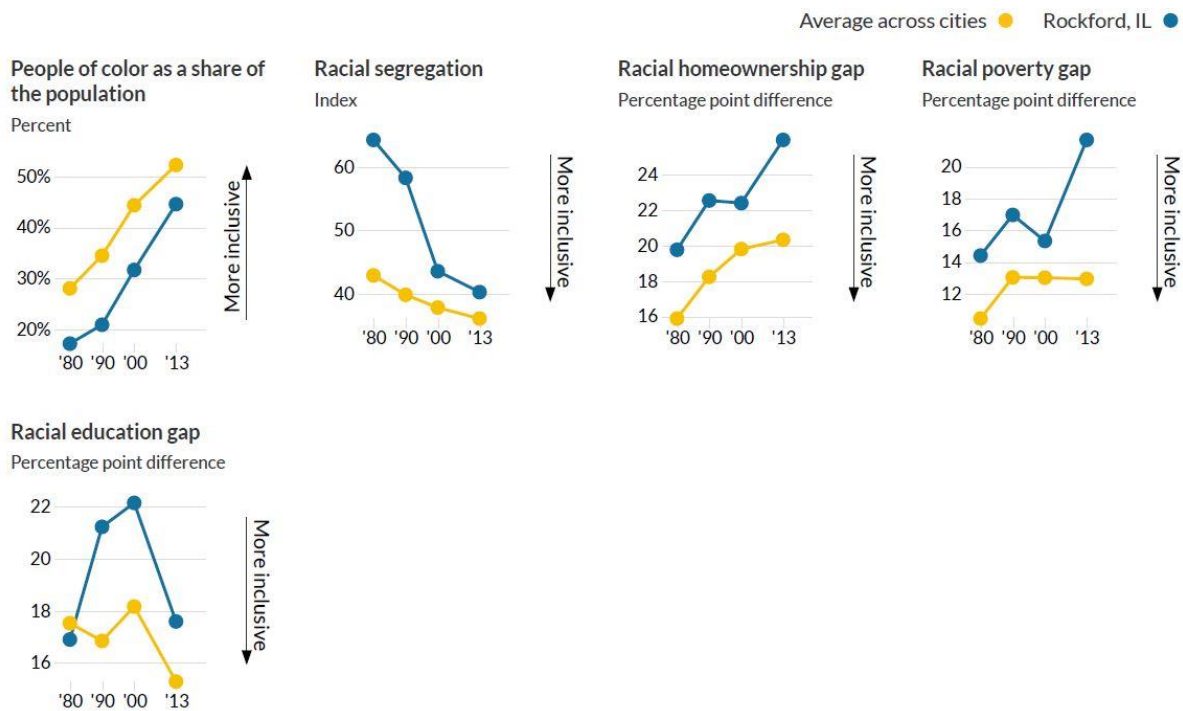 Average across cities
Rockford, IL
People of color as a share of
the population
Percent
50%
40%
30%
20%
'80 '90 '00 '13
More inclusive
Racial segregation
Index
60
50
40
'80 '90 '00 '13
More inclusive
Racial homeownership gap
Percentage point difference
24
22
20
18
16
'80 '90 '00 '13
More inclusive
Racial poverty gap
Percentage point difference
20
18
16
14
12
'80 '90 '00 '13
More inclusive
Racial education gap
Percentage point difference
22
20
18
16
'80 '90 '00 '13
More inclusive